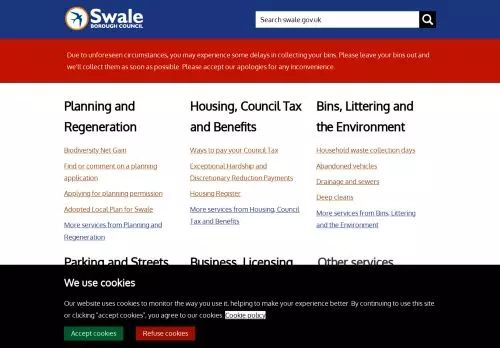 Swale
BOROUGH COUNCIL
Search swale.gov.uk
Due to unforeseen circumstances, you may experience some delays in collecting your bins. Please leave your bins out and
we'll collect them as soon as possible. Please accept our apologies for any inconvenience.
Planning and
Regeneration
Biodiversity Net Gain
Find or comment on a planning
application
Applying for planning permission
Adopted Local Plan for Swale
More services from Planning and
Regeneration
Housing, Council Tax
and Benefits
Ways to pay your Council Tax
Exceptional Hardship and
Discretionary Reduction Payments
Housing Register
More services from Housing, Council
Tax and Benefits
Bins, Littering and
the Environment
Household waste collection days
Abandoned vehicles
Drainage and sewers
Deep cleans
More services from Bins, Littering
and the Environment
Parking and Streets
Business, Licensing
Other services
We use cookies
Our website uses cookies to monitor the way you use it, helping to make your experience better. By continuing to use this site
or clicking "accept cookies", you agree to our cookies. Cookie policy
Accept cookies
Refuse cookies